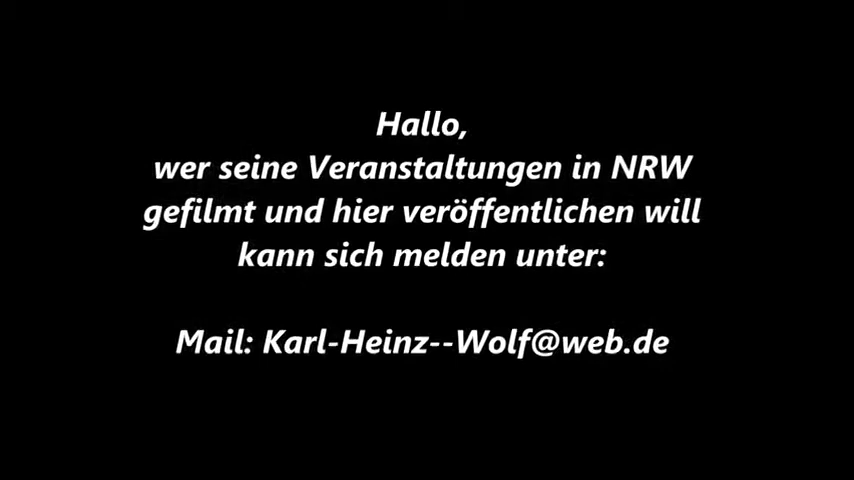 Hallo,
wer seine Veranstaltungen in NRW
gefilmt und hier veröffentlichen will
kann sich melden unter:
Mail: Karl-Heinz--Wolf@web.de